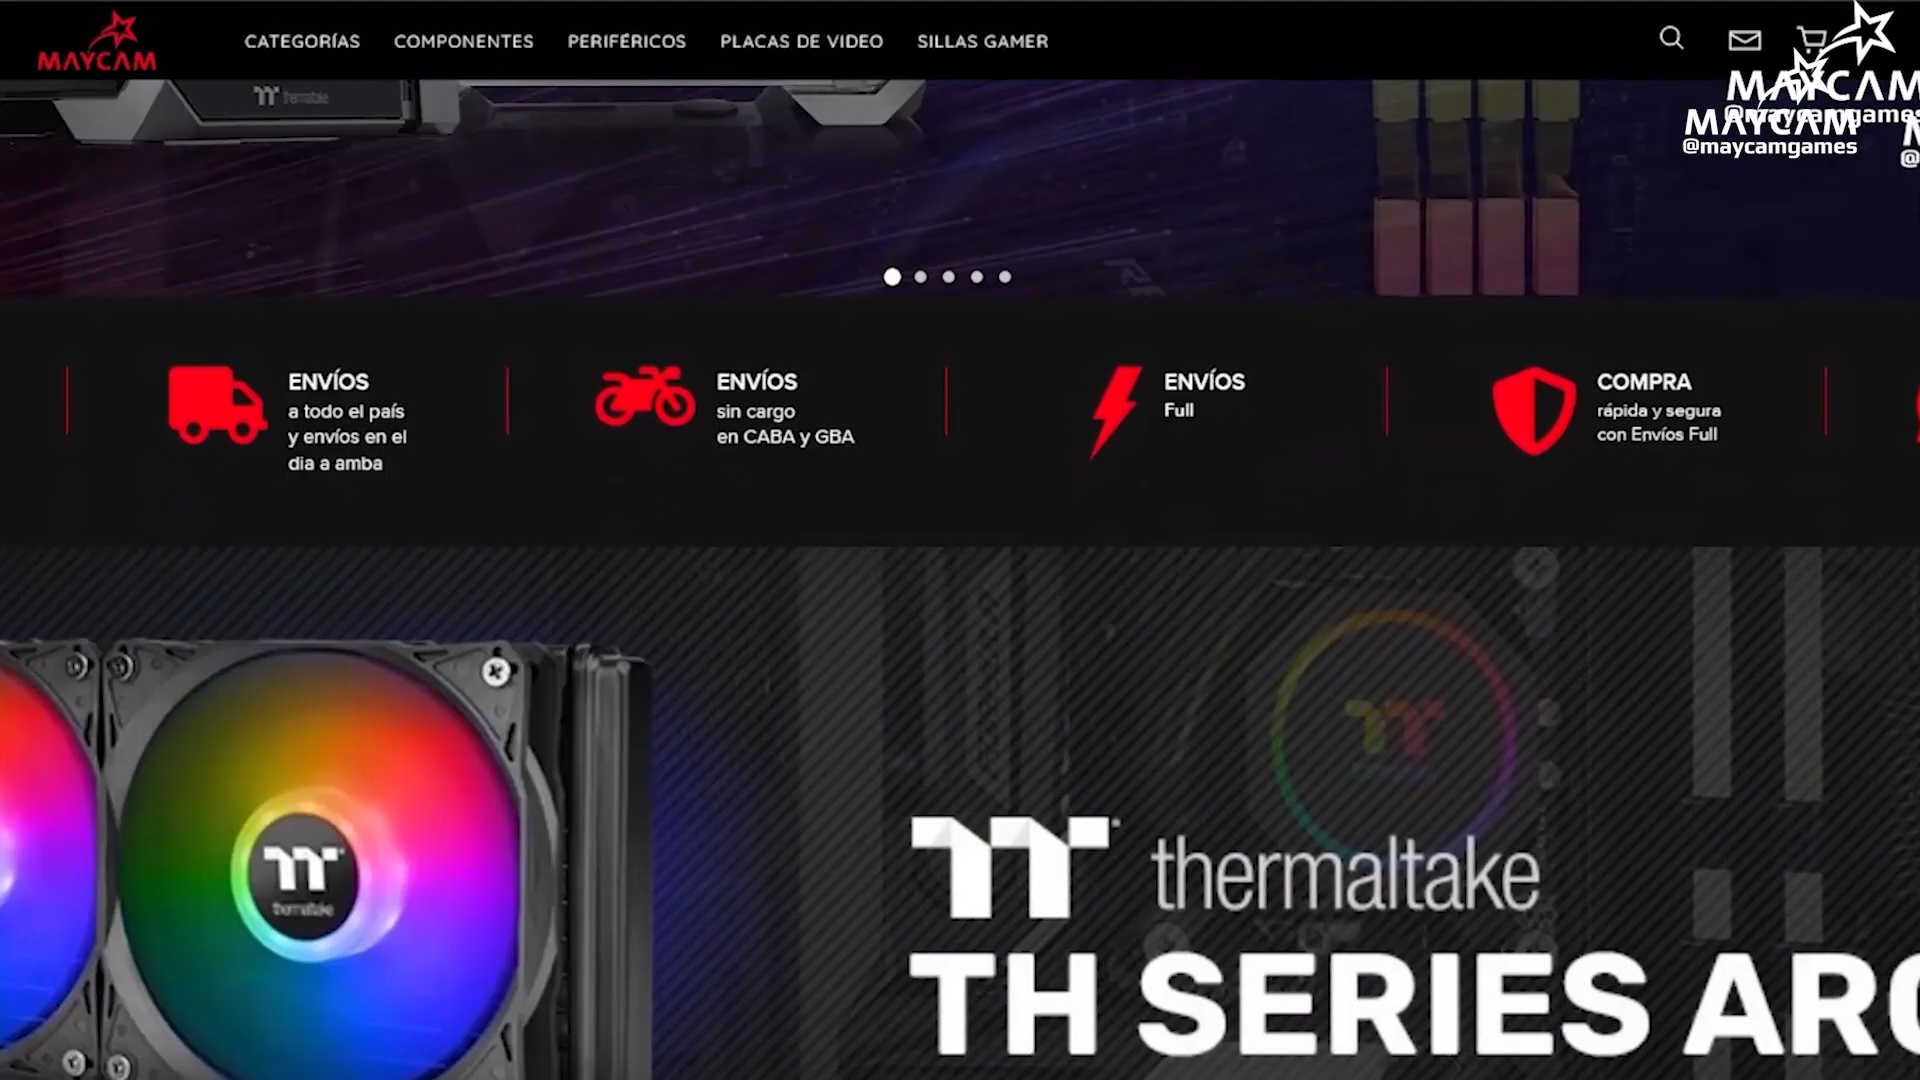 MAYCAM
CATEGORÍAS
COMPONENTES
PERIFÉRICOS
PLACAS DE VIDEO
SILLAS GAMER
MAYCAM
@maycamgames
MAYCAM
@maycamgames
thermaltake
ENVÍOS
a todo el país
y envíos en el
dia a amba
ENVÍOS
sin cargo
en CABA y GBA
ENVÍOS
Full
COMPRA
rápida y segura
con Envíos Full
thermaltake
thermaltake
TH SERIES